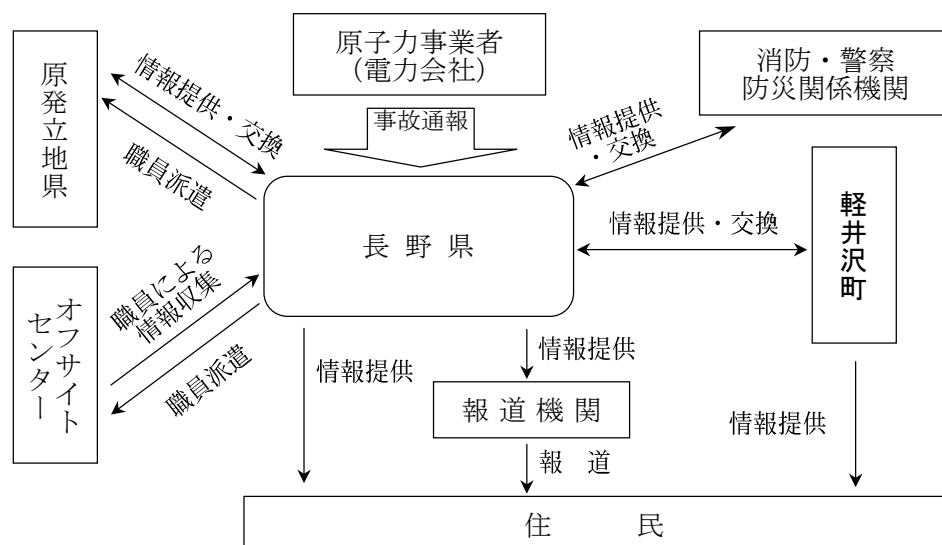 原子力事業者
（電力会社）
事故通報
消防・警察
防災関係機関
原発立地県
情報提供・交換
職員派遣
情報提供
・交換
長野県
情報提供・交換
軽井沢町
オフサイト
センター
職員による
情報収集
職員派遣
情報提供
情報提供
報道機関
報　道
情報提供
住　　　民